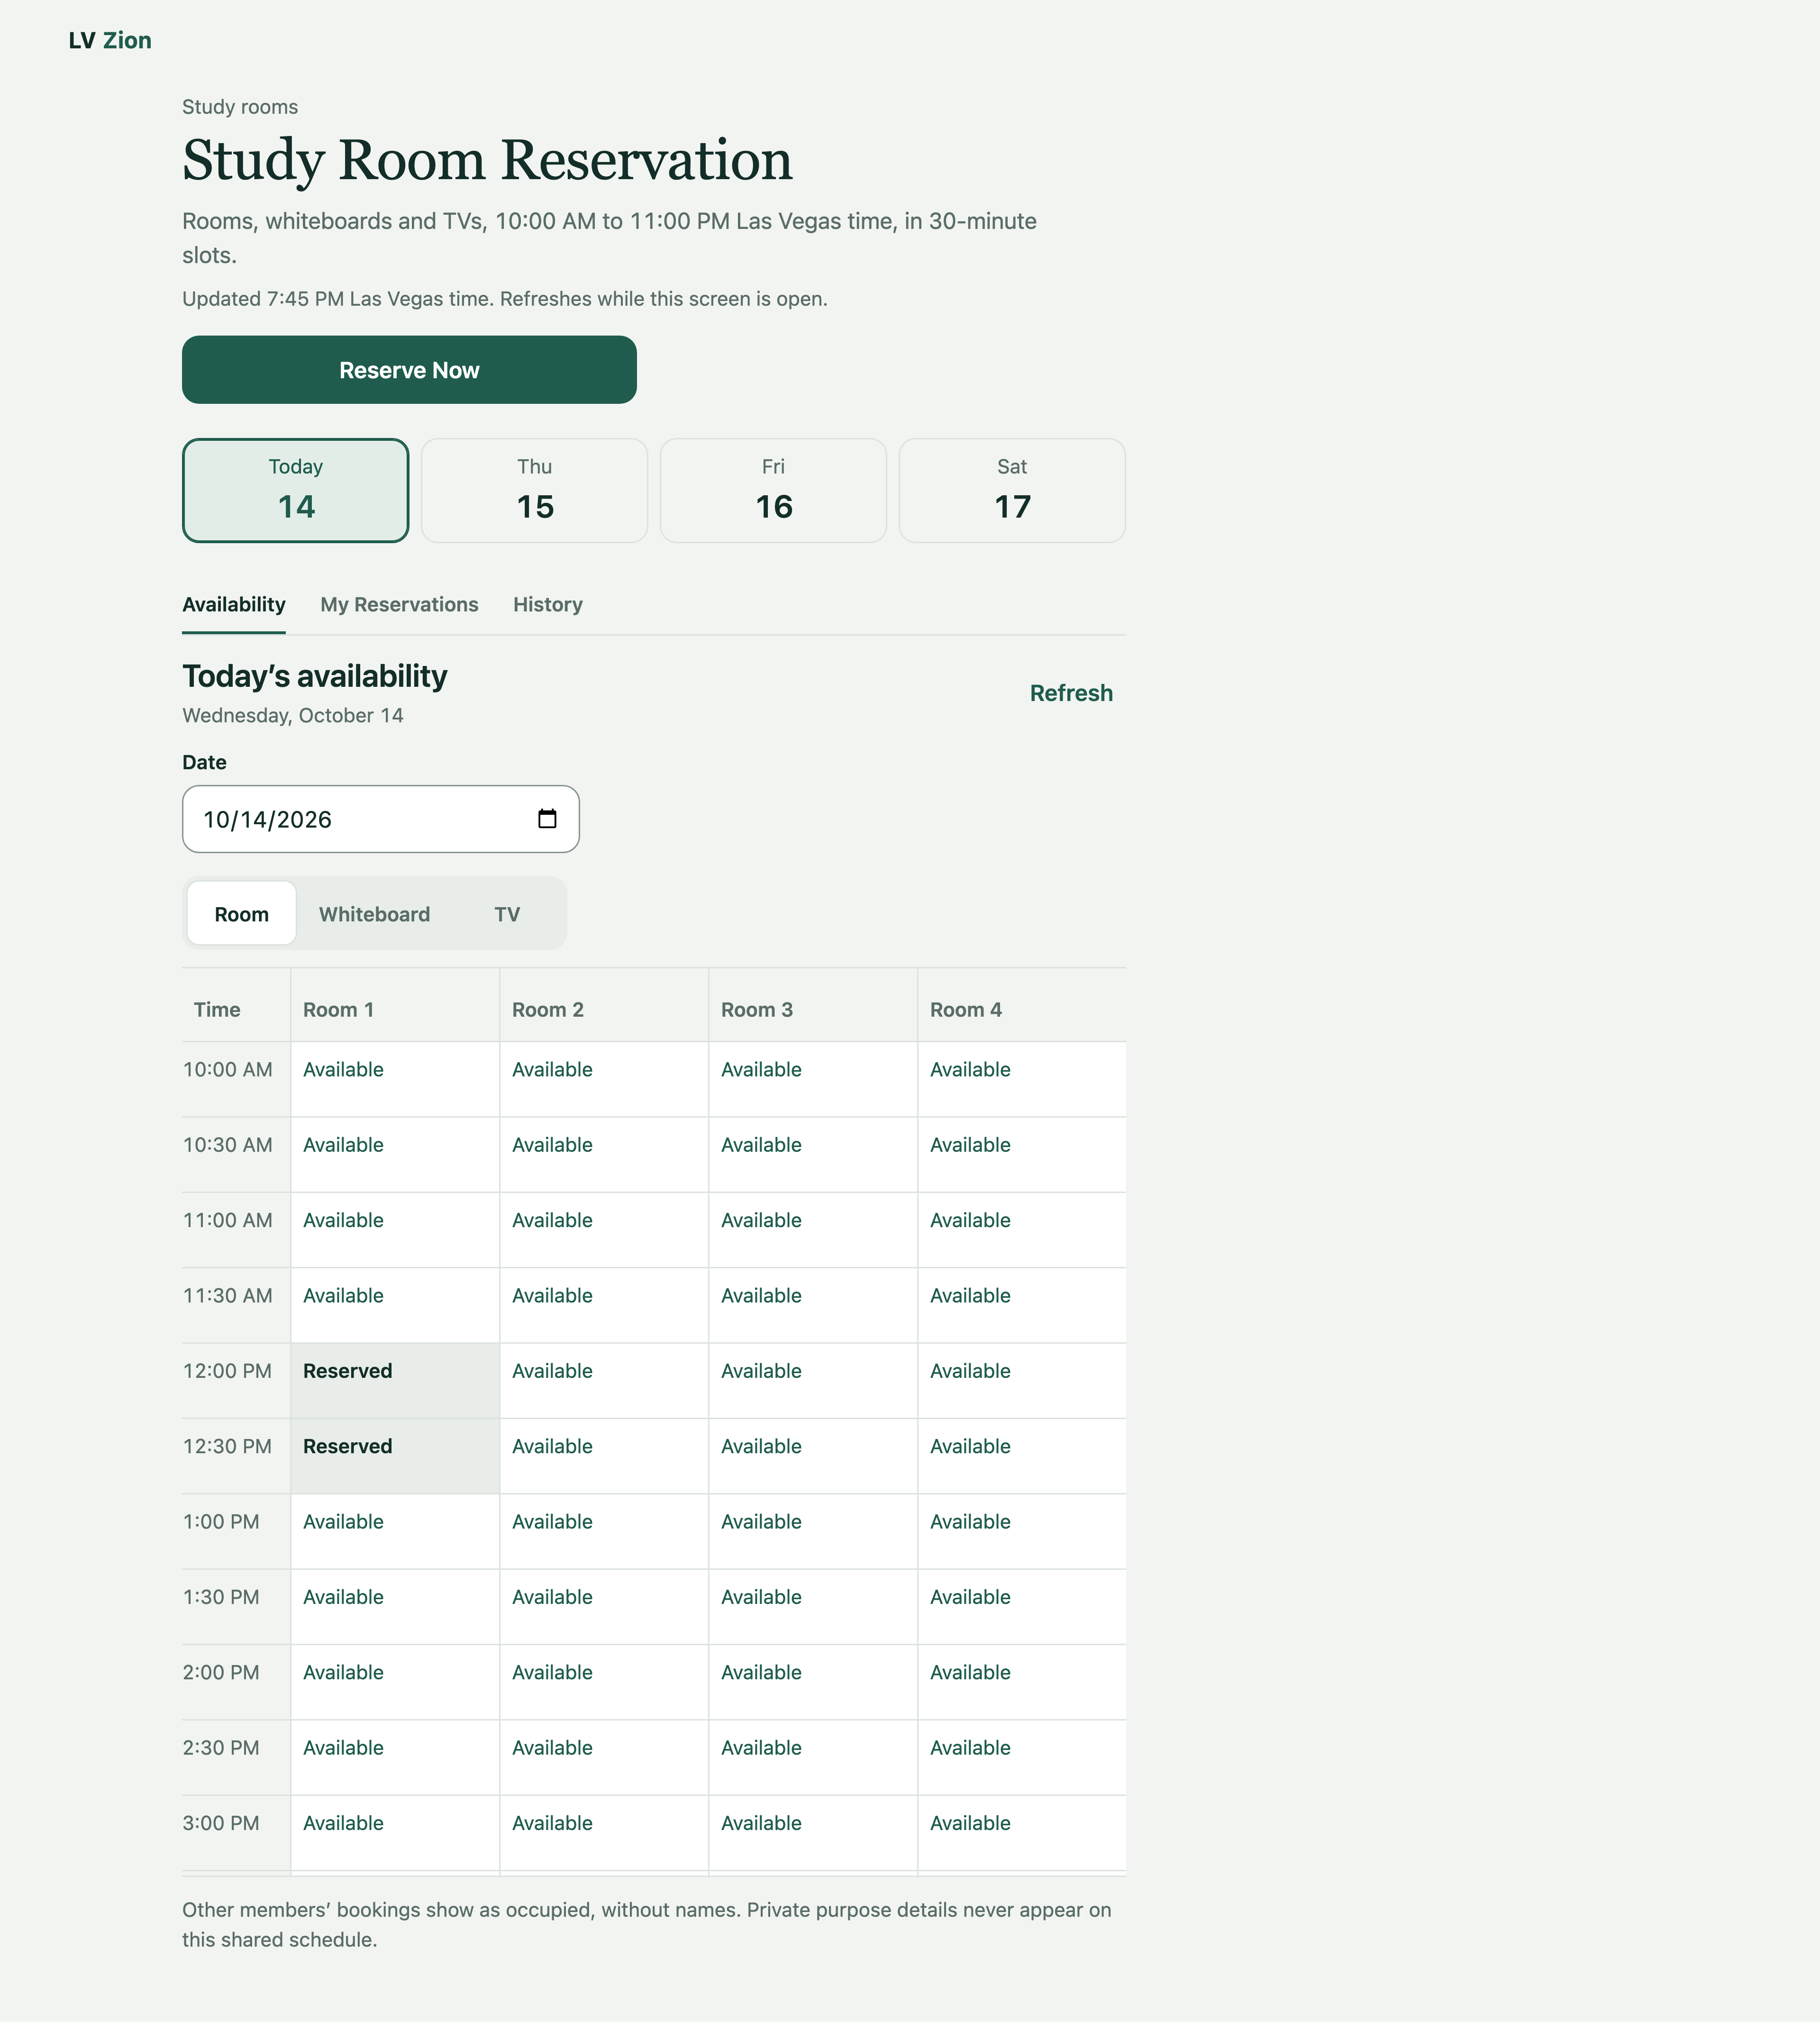 LV Zion
Study rooms
Study Room Reservation
Rooms, whiteboards and TVs, 10:00 AM to 11:00 PM Las Vegas time, in 30-minute
slots.
Updated 7:45 PM Las Vegas time. Refreshes while this screen is open.
Reserve Now
Today Thu Fri Sat
14 15 16 17
Availability My Reservations History
Today’s availability
Refresh
Wednesday, October 14
Date
10/14/2026
Room Whiteboard TV
Time Room 1 Room 2 Room 3 Room 4
10:00 AM Available Available Available Available
10:30 AM Available Available Available Available
11:00 AM Available Available Available Available
11:30 AM Available Available Available Available
12:00 PM Reserved Available Available Available
12:30 PM Reserved Available Available Available
1:00 PM Available Available Available Available
1:30 PM Available Available Available Available
2:00 PM Available Available Available Available
2:30 PM Available Available Available Available
3:00 PM Available Available Available Available
Other members’ bookings show as occupied, without names. Private purpose details never appear on
this shared schedule.